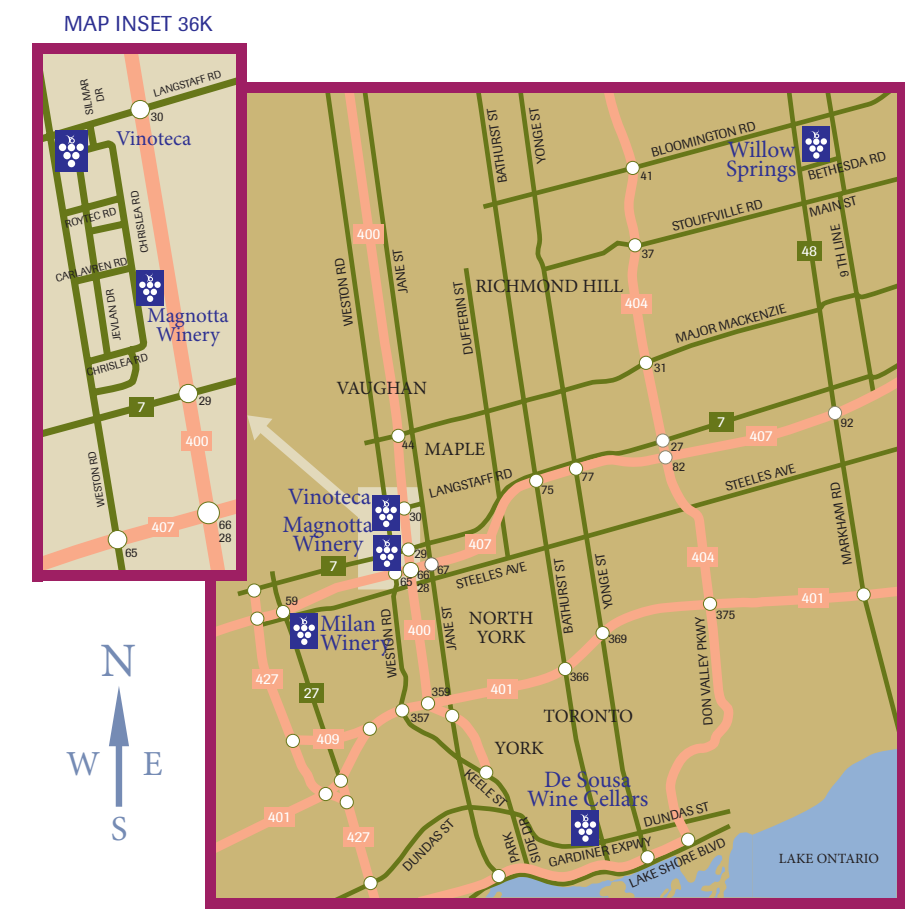 MAP INSET 36K
SILMAR
DR
LANGSTAFF RD
30
Vinoteca
ROYTEC RD
CHRISLEA RD
CARLAVREN RD
JEVLAN DR
Magnotta
Winery
CHRISLEA RD
7
29
400
WESTON RD
407
66
28
65
BATHURST ST
YONGE ST
BLOOMINGTON RD
41
Willow
Springs
BETHESDA RD
MAIN ST
STOUFFVILLE RD
400
37
48
9 TH LINE
WESTON RD
JANE ST
RICHMOND HILL
404
DUFFERIN ST
MAJOR MACKENZIE
31
VAUGHAN
44
MAPLE
7
407
92
27
82
LANGSTAFF RD
75
77
STEELES AVE
Vinoteca
30
Magnotta
Winery
407
29
7
65
66
28
67
STEELES AVE
MARKHAM RD
404
59
Milan
Winery
WESTON RD
400
JANE ST
NORTH
YORK
BATHURST ST
YONGE ST
375
401
369
427
27
366
401
359
357
DON VALLEY PKWY
TORONTO
409
YORK
KEELE ST
De Sousa
Wine Cellars
401
427
DUNDAS ST
PARK
SIDE DR
DUNDAS ST
GARDINER EXPWY
LAKE SHORE BLVD
LAKE ONTARIO
N
W E
S